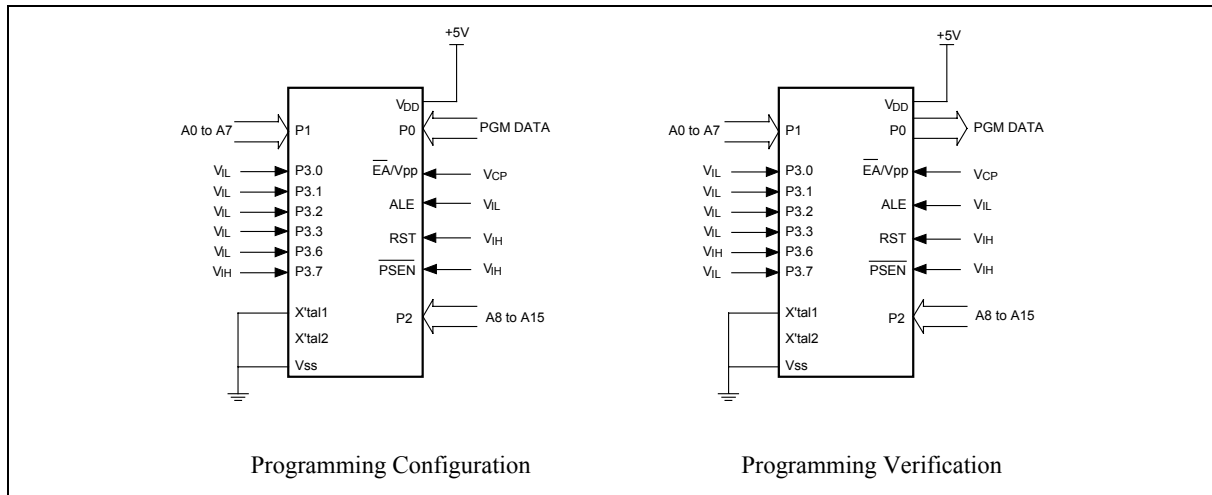 +5V
VDD
A0 to A7
P1
P0
PGM DATA
VIL
P3.0
EA/Vpp
VCP
VIL
P3.1
VIL
P3.2
ALE
VIL
VIL
P3.3
RST
VIH
VIL
P3.6
VIH
P3.7
PSEN
VIH
X'tal1
P2
A8 to A15
X'tal2
Vss
Programming Configuration
+5V
VDD
A0 to A7
P1
P0
PGM DATA
VIL
P3.0
EA/Vpp
VCP
VIL
P3.1
VIL
P3.2
ALE
VIL
VIL
P3.3
RST
VIH
VIH
P3.6
VIL
P3.7
PSEN
VIH
X'tal1
P2
A8 to A15
X'tal2
Vss
Programming Verification